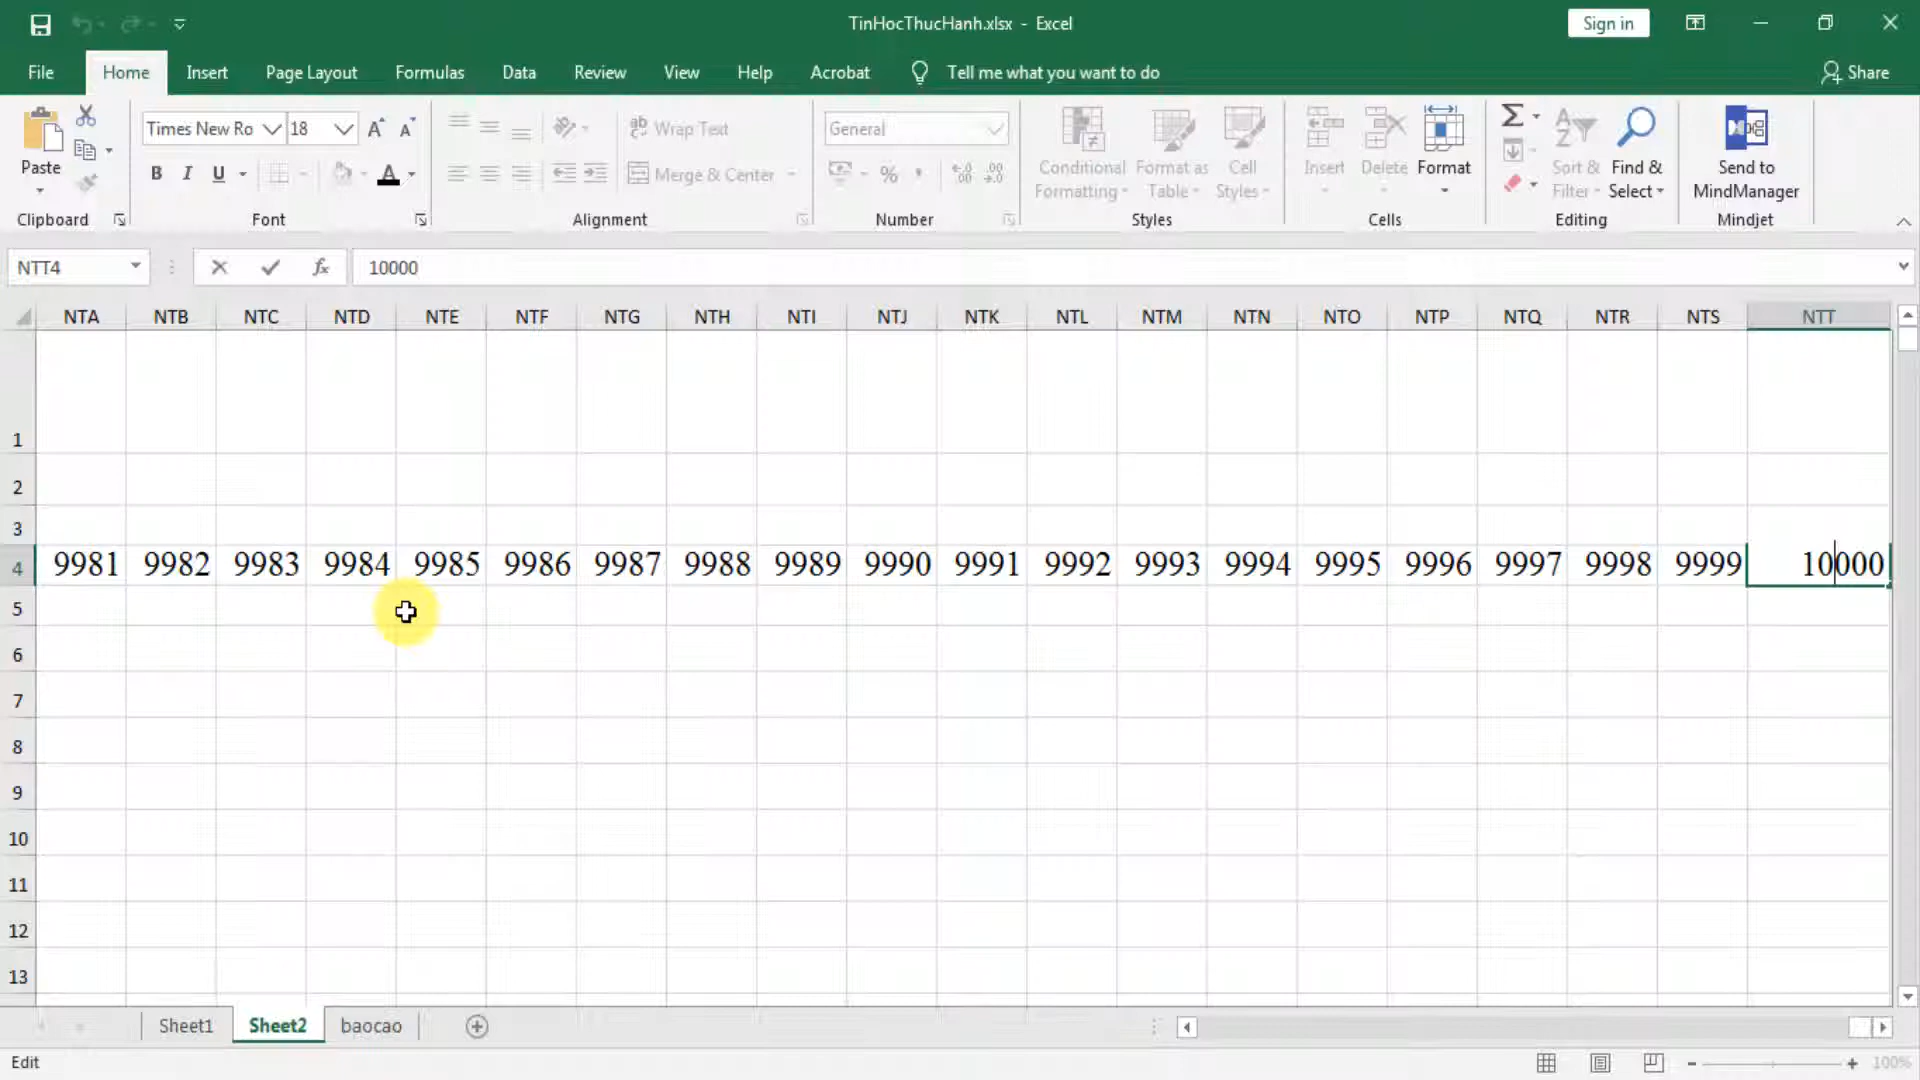 TinHocThucHanh.xlsx - Excel
Sign in
File Home Insert Page Layout Formulas Data Review View Help Acrobat Tell me what you want to do Share
Paste
Clipboard
Times New Ro 18
B I U A
Font
Wrap Text
Merge & Center
Alignment
General
%
Number
Conditional Formatting
Format as Table
Cell Styles
Styles
Insert Delete Format
Cells
Sort & Filter
Find & Select
Editing
Send to MindManager
Mindjet
NTT4 fx 10000
NTA NTB NTC NTD NTE NTF NTG NTH NTI NTJ NTK NTL NTM NTN NTO NTP NTQ NTR NTS NTT
1
2
3
4 9981 9982 9983 9984 9985 9986 9987 9988 9989 9990 9991 9992 9993 9994 9995 9996 9997 9998 9999 10000
5
6
7
8
9
10
11
12
13
Sheet1 Sheet2 baocao
Edit 100%